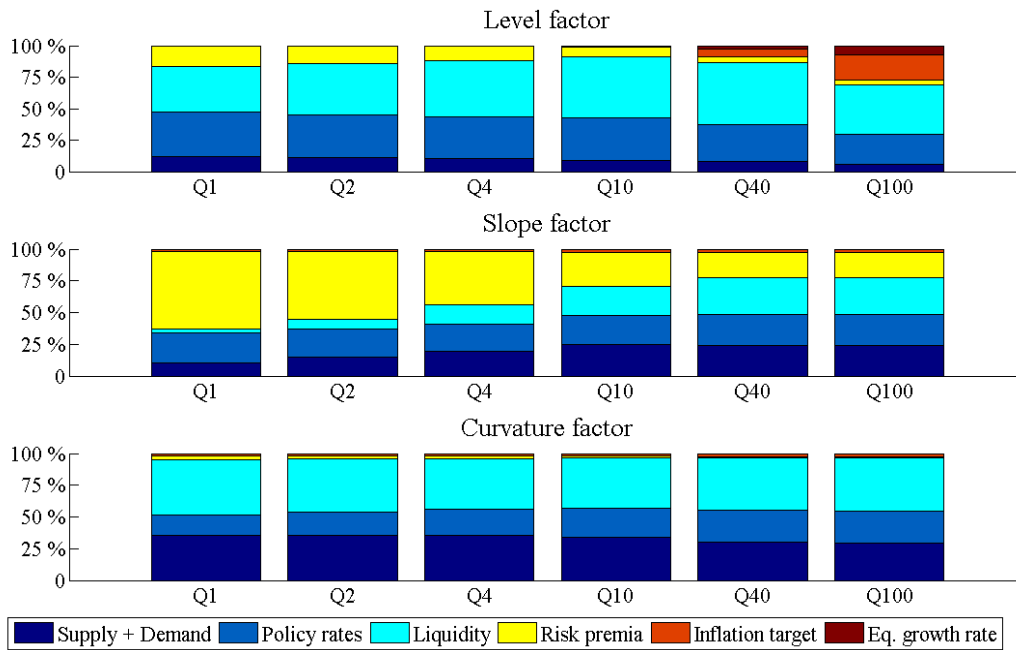 Level factor
100 %
75 %
50 %
25 %
0
Q1 Q2 Q4 Q10 Q40 Q100
Slope factor
100 %
75 %
50 %
25 %
0
Q1 Q2 Q4 Q10 Q40 Q100
Curvature factor
100 %
75 %
50 %
25 %
0
Q1 Q2 Q4 Q10 Q40 Q100
Supply + Demand Policy rates Liquidity Risk premia Inflation target Eq. growth rate